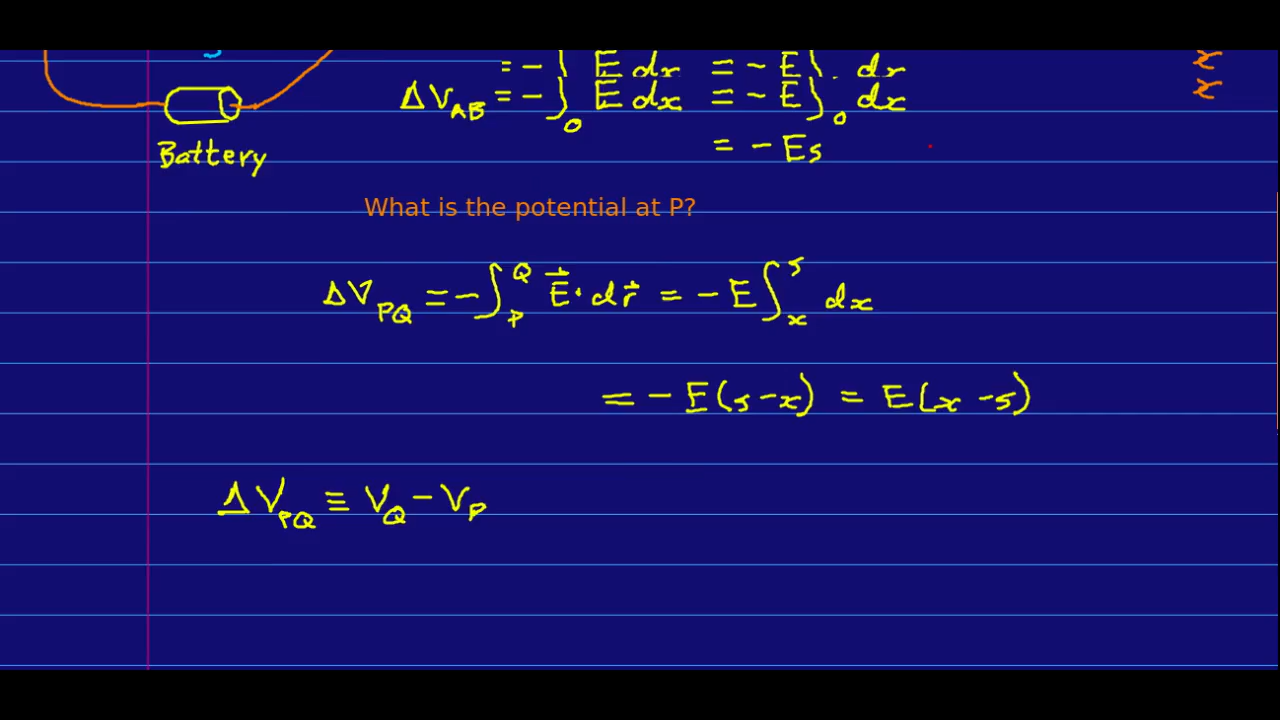 = - ∫ E dx = - E ∫ dx
ΔV_AB = - ∫_0 E dx = - E ∫_0 dx
Battery
= - Es
What is the potential at P?
ΔV_PQ = - ∫_P^Q E⃗ · dr⃗ = - E ∫_x^s dx
= - E(s - x) = E(x - s)
ΔV_PQ ≡ V_Q - V_P